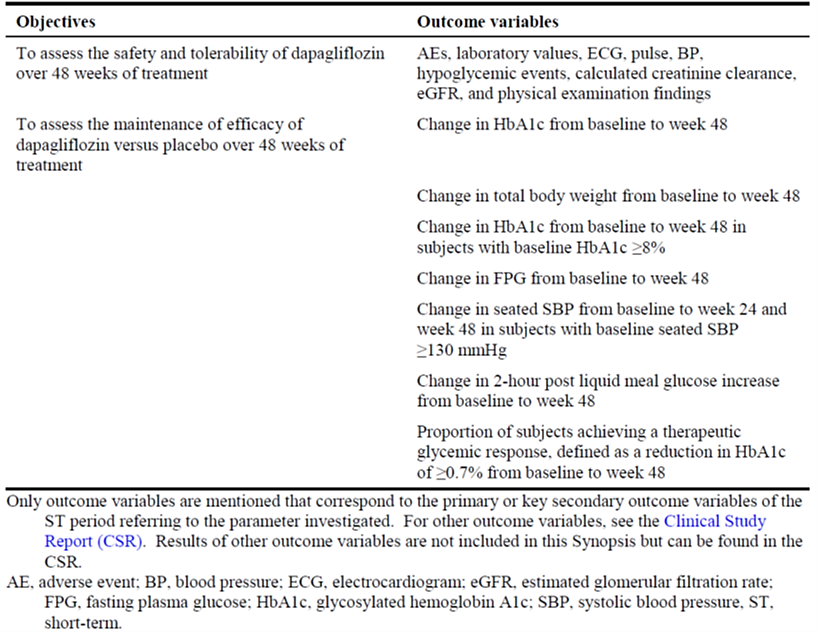 Objectives
Outcome variables
To assess the safety and tolerability of dapagliflozin
over 48 weeks of treatment
AEs, laboratory values, ECG, pulse, BP,
hypoglycemic events, calculated creatinine clearance,
eGFR, and physical examination findings
To assess the maintenance of efficacy of
dapagliflozin versus placebo over 48 weeks of
treatment
Change in HbA1c from baseline to week 48
Change in total body weight from baseline to week 48
Change in HbA1c from baseline to week 48 in
subjects with baseline HbA1c ≥8%
Change in FPG from baseline to week 48
Change in seated SBP from baseline to week 24 and
week 48 in subjects with baseline seated SBP
≥130 mmHg
Change in 2-hour post liquid meal glucose increase
from baseline to week 48
Proportion of subjects achieving a therapeutic
glycemic response, defined as a reduction in HbA1c
of ≥0.7% from baseline to week 48
Only outcome variables are mentioned that correspond to the primary or key secondary outcome variables of the
ST period referring to the parameter investigated. For other outcome variables, see the Clinical Study
Report (CSR). Results of other outcome variables are not included in this Synopsis but can be found in the
CSR.
AE, adverse event; BP, blood pressure; ECG, electrocardiogram; eGFR, estimated glomerular filtration rate;
FPG, fasting plasma glucose; HbA1c, glycosylated hemoglobin A1c; SBP, systolic blood pressure, ST,
short-term.